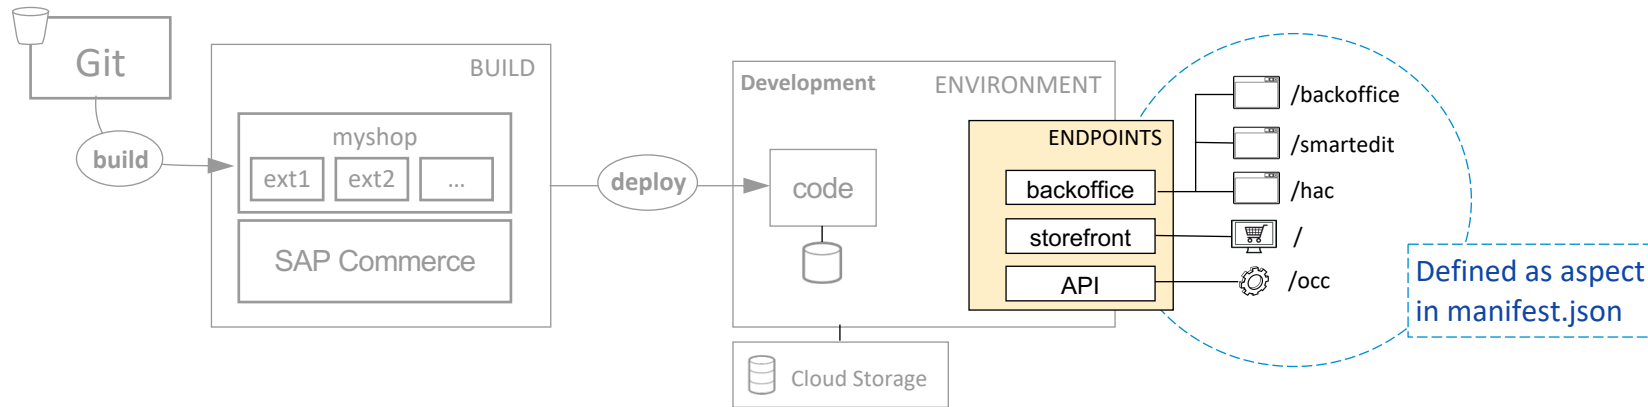 Git
build
BUILD
myshop
ext1
ext2
...
SAP Commerce
deploy
Development
ENVIRONMENT
code
Cloud Storage
ENDPOINTS
backoffice
storefront
API
/backoffice
/smartedit
/hac
/
/occ
Defined as aspect
in manifest.json